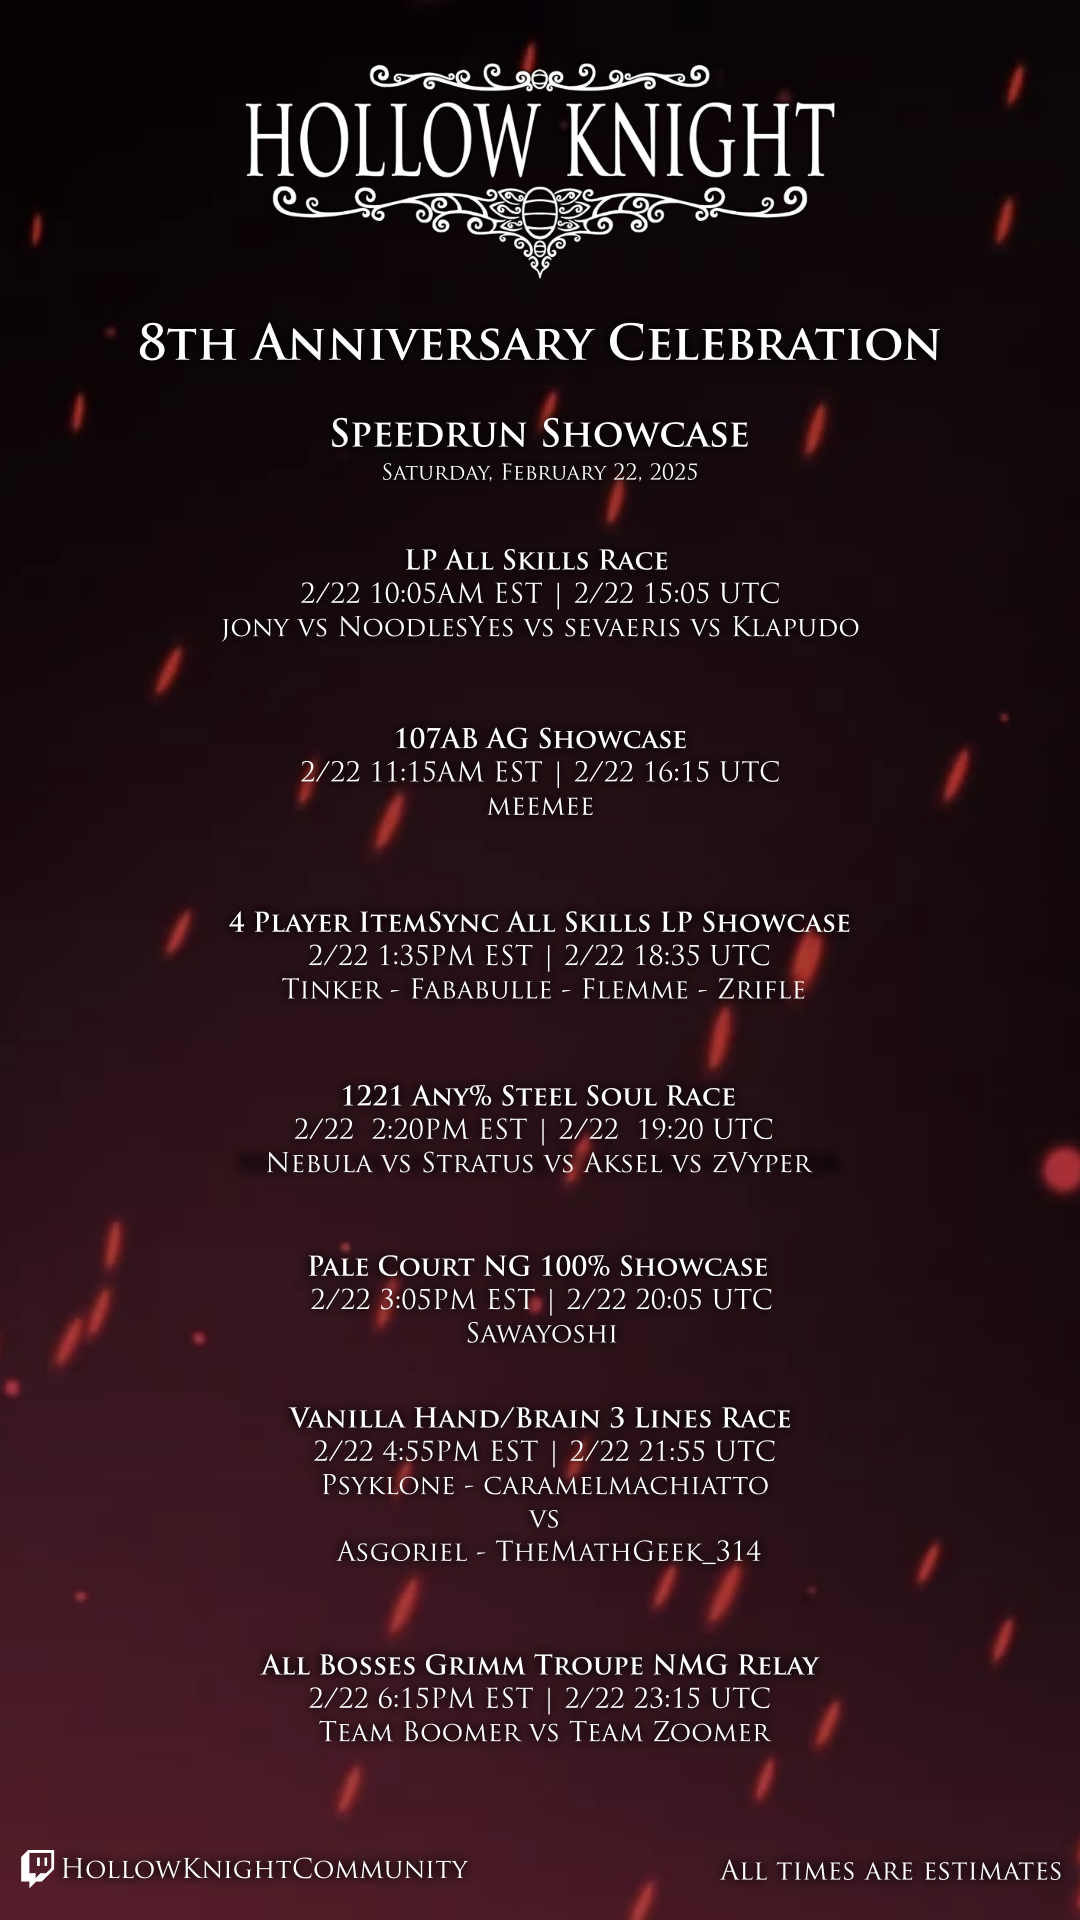 HOLLOW KNIGHT
8th Anniversary Celebration
Speedrun Showcase
Saturday, February 22, 2025
LP All Skills Race
2/22 10:05AM EST | 2/22 15:05 UTC
jony vs NoodlesYes vs sevaeris vs Klapudo
107AB AG Showcase
2/22 11:15AM EST | 2/22 16:15 UTC
meemee
4 Player ItemSync All Skills LP Showcase
2/22 1:35PM EST | 2/22 18:35 UTC
Tinker - Fababulle - Flemme - Zrifle
1221 Any% Steel Soul Race
2/22 2:20PM EST | 2/22 19:20 UTC
Nebula vs Stratus vs Aksel vs zVyper
Pale Court NG 100% Showcase
2/22 3:05PM EST | 2/22 20:05 UTC
Sawayoshi
Vanilla Hand/Brain 3 Lines Race
2/22 4:55PM EST | 2/22 21:55 UTC
Psyklone - caramelmachiatto
vs
Asgoriel - TheMathGeek_314
All Bosses Grimm Troupe NMG Relay
2/22 6:15PM EST | 2/22 23:15 UTC
Team Boomer vs Team Zoomer
HollowKnightCommunity
All times are estimates